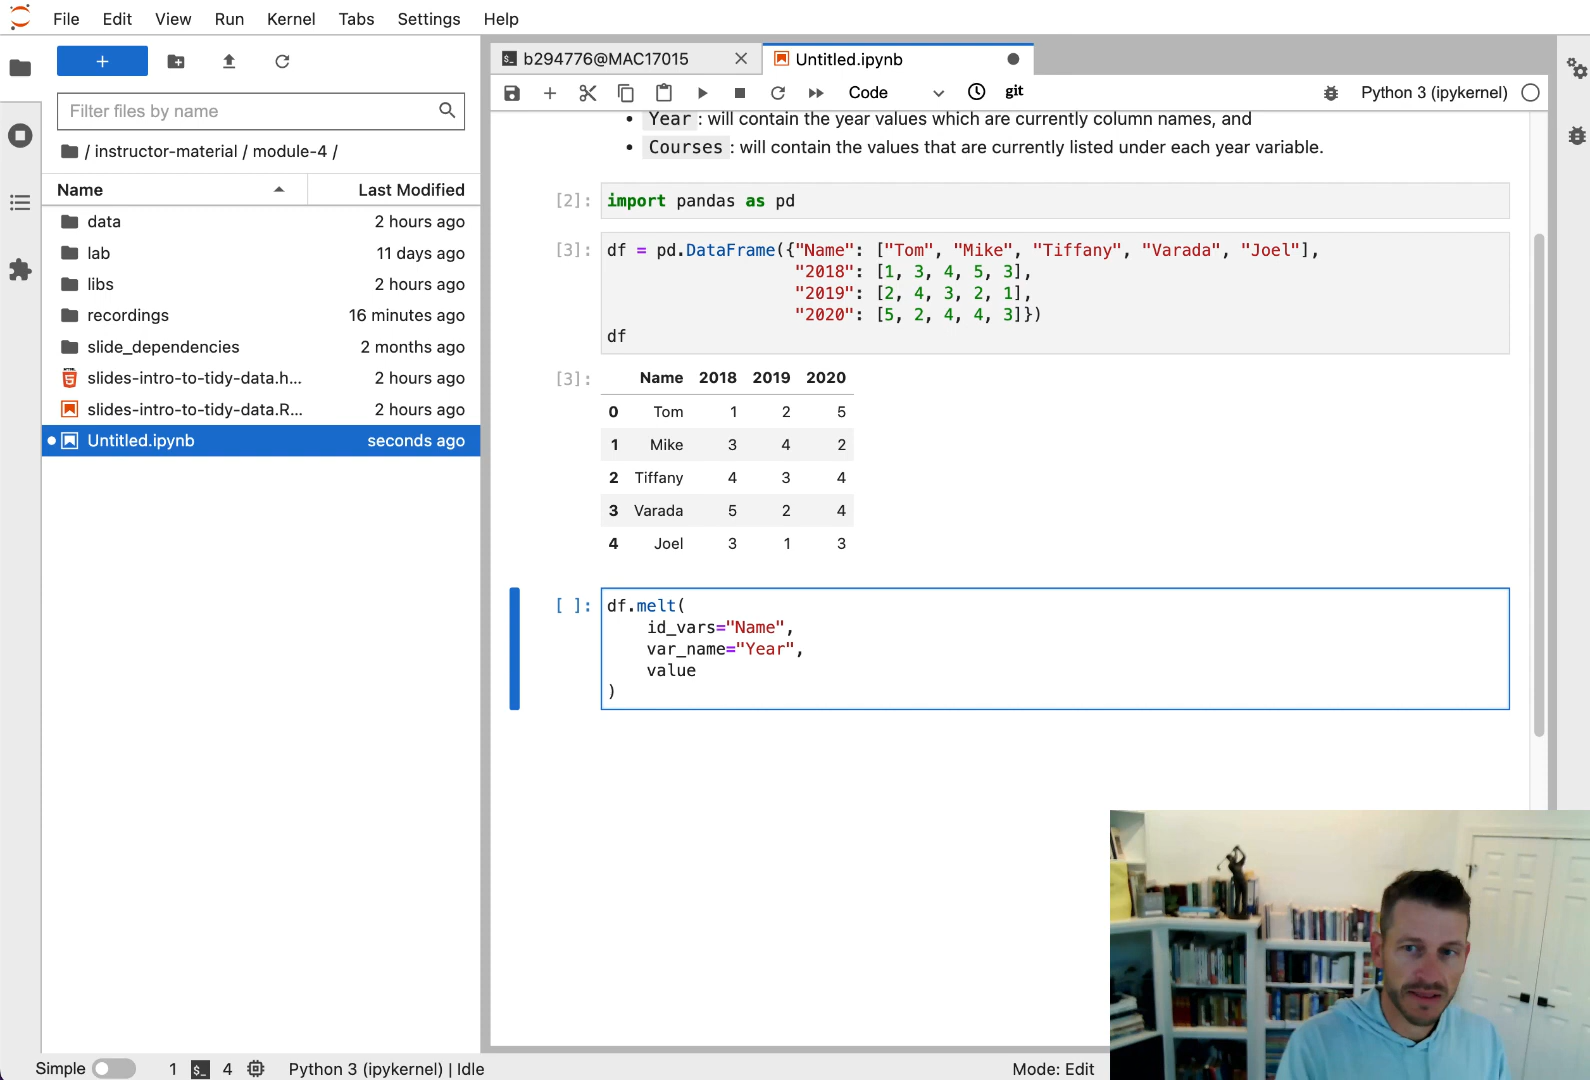 File Edit View Run Kernel Tabs Settings Help
b294776@MAC17015
Untitled.ipynb
Code
git
Python 3 (ipykernel)
Filter files by name
/ instructor-material / module-4 /
Name Last Modified
data 2 hours ago
lab 11 days ago
libs 2 hours ago
recordings 16 minutes ago
slide_dependencies 2 months ago
slides-intro-to-tidy-data.h... 2 hours ago
slides-intro-to-tidy-data.R... 2 hours ago
Untitled.ipynb seconds ago
• Year : will contain the year values which are currently column names, and
• Courses : will contain the values that are currently listed under each year variable.
[2]: import pandas as pd
[3]: df = pd.DataFrame({"Name": ["Tom", "Mike", "Tiffany", "Varada", "Joel"],
"2018": [1, 3, 4, 5, 3],
"2019": [2, 4, 3, 2, 1],
"2020": [5, 2, 4, 4, 3]})
df
[3]: Name 2018 2019 2020
0 Tom 1 2 5
1 Mike 3 4 2
2 Tiffany 4 3 4
3 Varada 5 2 4
4 Joel 3 1 3
[ ]: df.melt(
id_vars="Name",
var_name="Year",
value
)
Simple 1 $_ 4 Python 3 (ipykernel) | Idle Mode: Edit